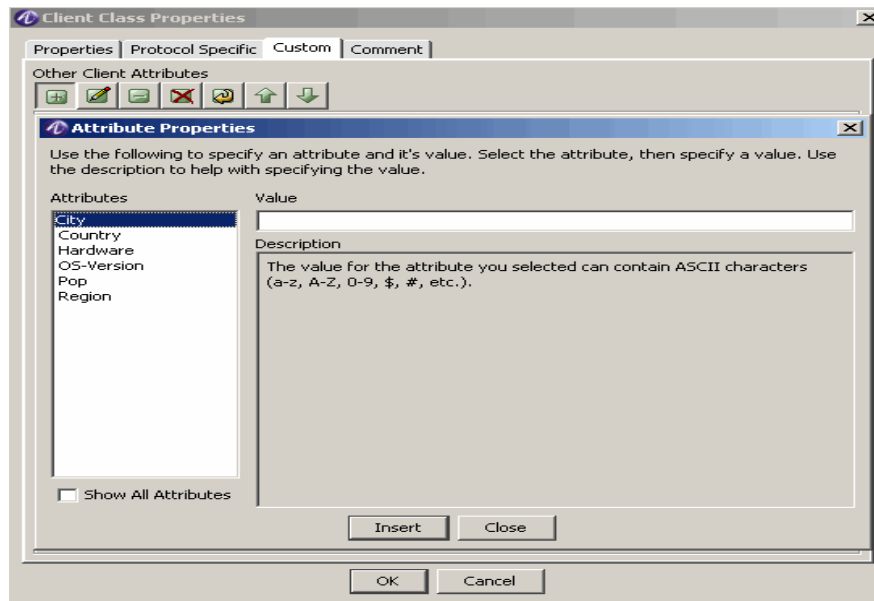 Client Class Properties
Properties Protocol Specific Custom Comment
Other Client Attributes
Attribute Properties
Use the following to specify an attribute and it's value. Select the attribute, then specify a value. Use
the description to help with specifying the value.
Attributes
City
Country
Hardware
OS-Version
Pop
Region
Show All Attributes
Value
Description
The value for the attribute you selected can contain ASCII characters
(a-z, A-Z, 0-9, $, #, etc.).
Insert Close
OK Cancel